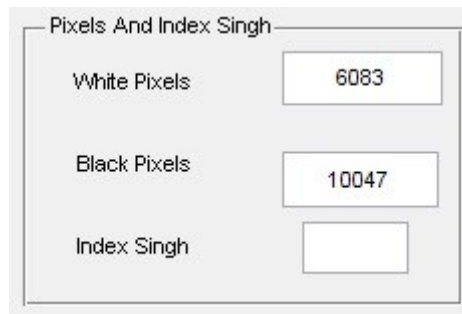 Pixels And Index Singh
White Pixels 6083
Black Pixels 10047
Index Singh